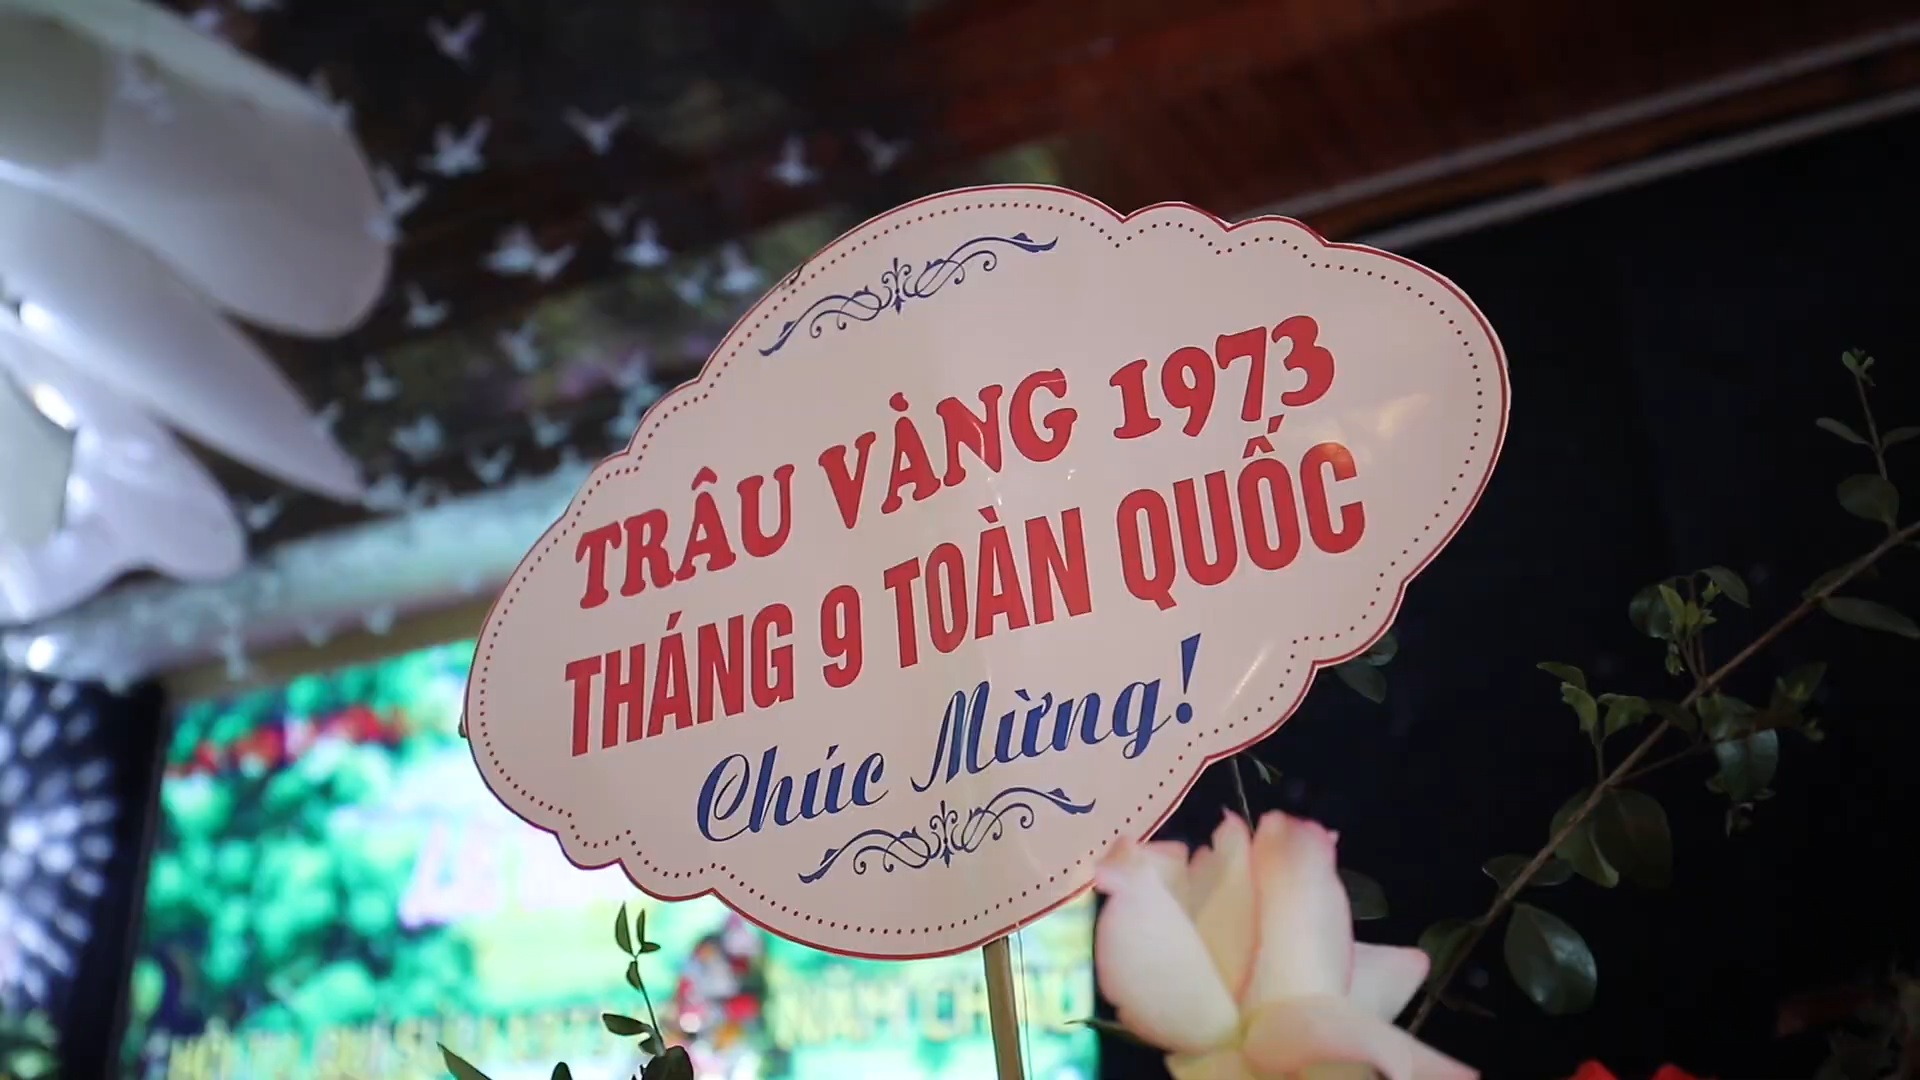 TRÂU VÀNG 1973
THÁNG 9 TOÀN QUỐC
Chúc Mừng!